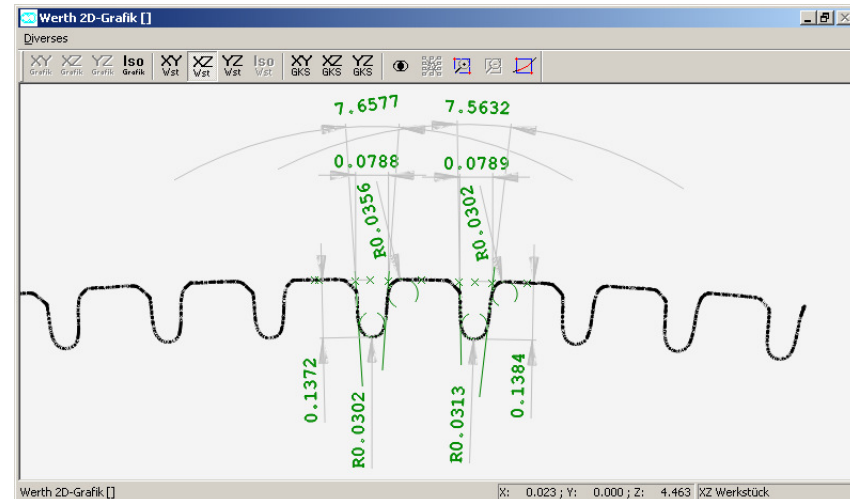 Werth 2D-Grafik []
Diverses
XY Grafik XZ Grafik YZ Grafik Iso Grafik XY Wst XZ Wst YZ Wst Iso Wst XY GKS XZ GKS YZ GKS
7.6577 7.5632
0.0788 0.0789
R0.0356 R0.0302
0.1372 R0.0302 R0.0313 0.1384
Werth 2D-Grafik [] X: 0.023 ; Y: 0.000 ; Z: 4.463 XZ Werkstück